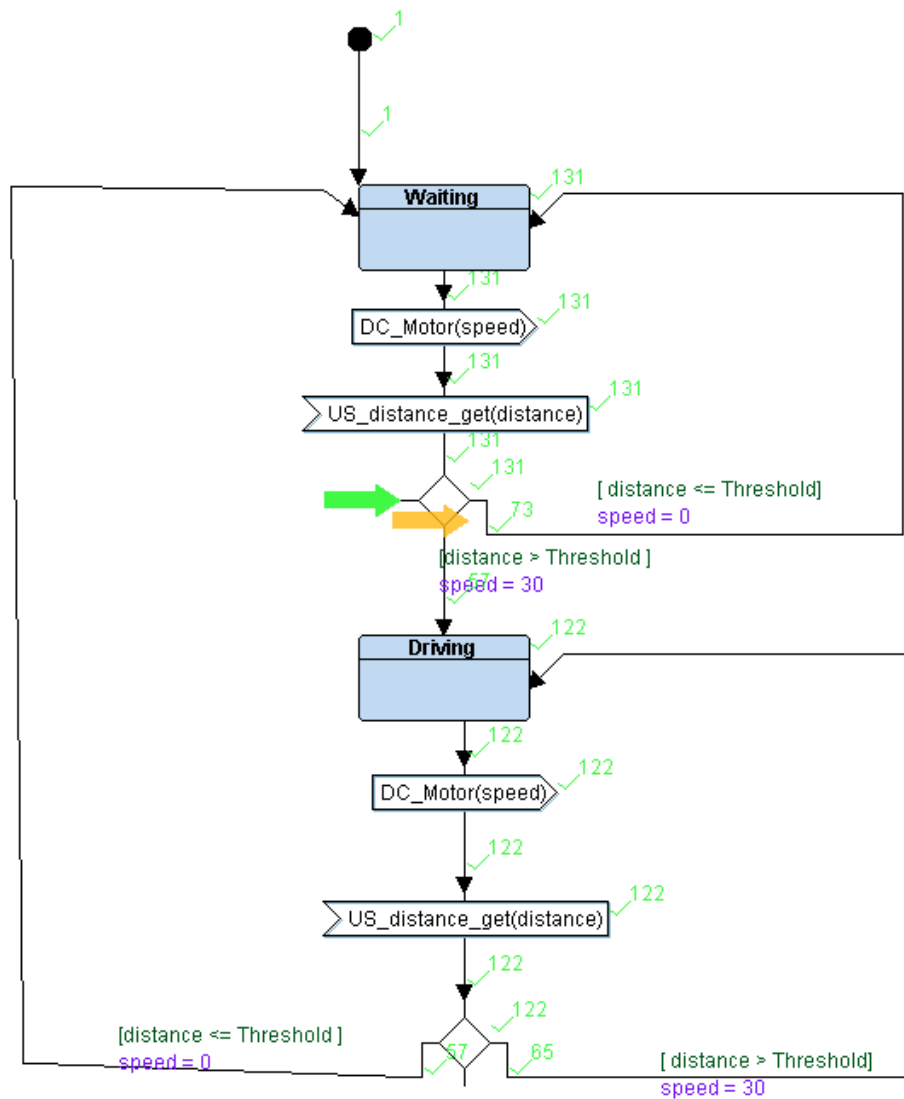 1
1
Waiting
131
131
DC_Motor(speed)
131
131
US_distance_get(distance)
131
131
131
[ distance <= Threshold]
speed = 0
73
[distance > Threshold ]
speed = 30
57
Driving
122
122
DC_Motor(speed)
122
122
US_distance_get(distance)
122
122
122
[distance <= Threshold ]
speed = 0
57
65
[ distance > Threshold]
speed = 30